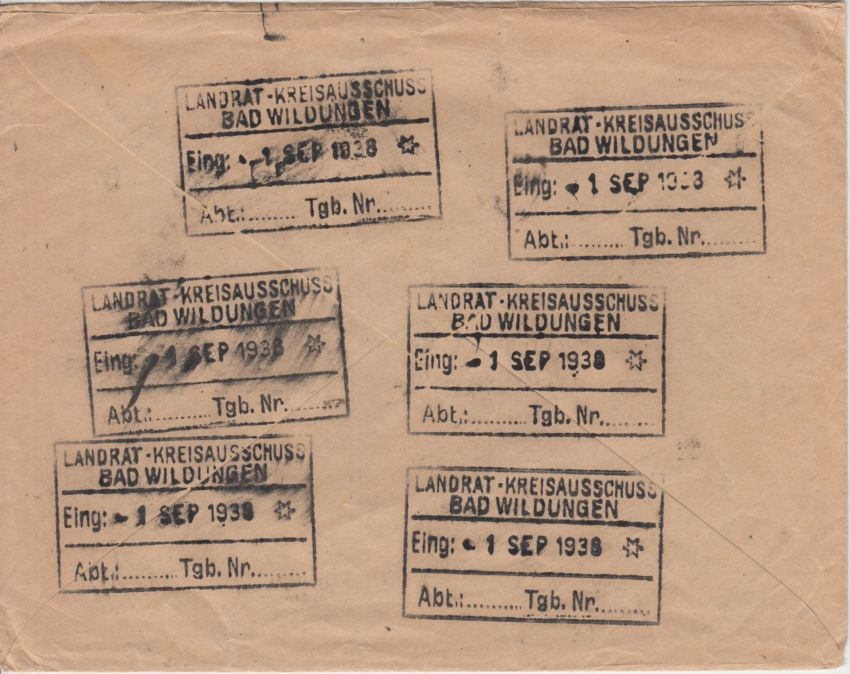 LANDRAT-KREISAUSSCHUSS
BAD WILDUNGEN
Eing: - 1 SEP 1938
Abt.:......... Tgb. Nr..........
LANDRAT-KREISAUSSCHUSS
BAD WILDUNGEN
Eing: - 1 SEP 1938
Abt.:......... Tgb. Nr..........
LANDRAT-KREISAUSSCHUSS
BAD WILDUNGEN
Eing: - 1 SEP 1938
Abt.:......... Tgb. Nr..........
LANDRAT-KREISAUSSCHUSS
BAD WILDUNGEN
Eing: - 1 SEP 1938
Abt.:......... Tgb. Nr..........
LANDRAT-KREISAUSSCHUSS
BAD WILDUNGEN
Eing: - 1 SEP 1938
Abt.:......... Tgb. Nr..........
LANDRAT-KREISAUSSCHUSS
BAD WILDUNGEN
Eing: - 1 SEP 1938
Abt.:......... Tgb. Nr..........